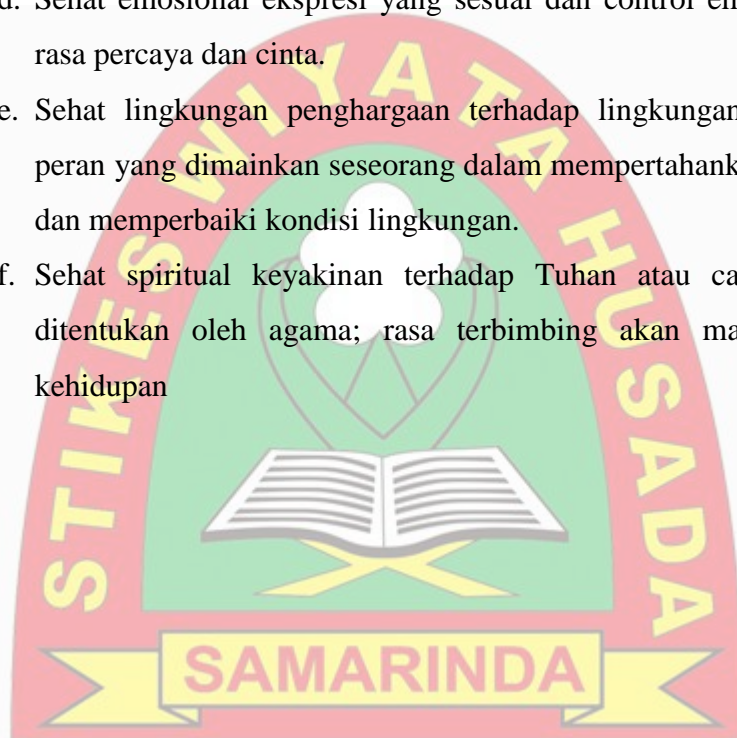 d. Sehat emosional ekspresi yang sesuai dan control
rasa percaya dan cinta.
e. Sehat lingkungan penghargaan terhadap lingkungan
peran yang dimainkan seseorang dalam mempertahank
dan memperbaiki kondisi lingkungan.
f. Sehat spiritual keyakinan terhadap Tuhan atau ca
ditentukan oleh agama; rasa terbimbing akan ma
kehidupan
STIKES WIYATA HUSADA
SAMARINDA